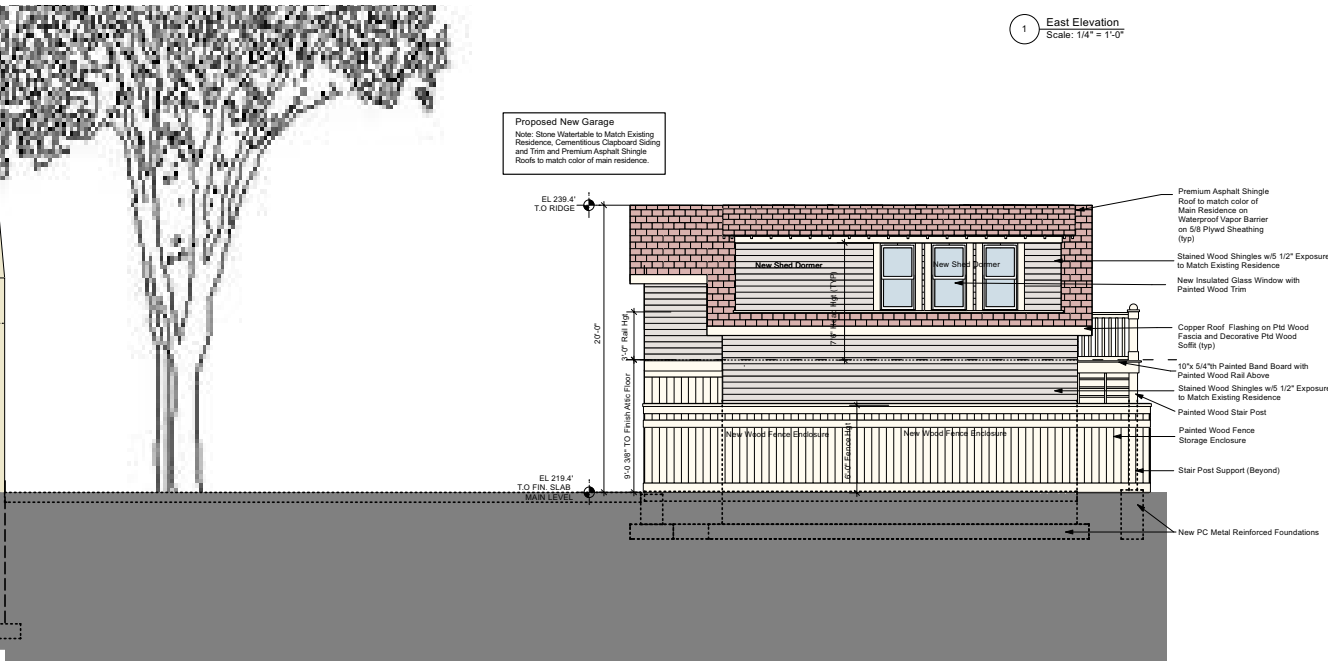 1
East Elevation
Scale: 1/4" = 1'-0"
Proposed New Garage
Note: Stone Watertable to Match Existing
Residence, Cementitious Clapboard Siding
and Trim and Premium Asphalt Shingle
Roofs to match color of main residence.
EL 239.4'
T.O RIDGE
Premium Asphalt Shingle
Roof to match color of
Main Residence on
Waterproof Vapor Barrier
on 5/8 Plywd Sheathing
(typ)
New Shed Dormer
New Shed Dormer
Stained Wood Shingles w/5 1/2" Exposure
to Match Existing Residence
New Insulated Glass Window with
Painted Wood Trim
20'-0"
3'-0" Rail Hgt
7'6" Head Hgt (TYP)
Copper Roof Flashing on Ptd Wood
Fascia and Decorative Ptd Wood
Soffit (typ)
10"x 5/4"th Painted Band Board with
Painted Wood Rail Above
Stained Wood Shingles w/5 1/2" Exposure
to Match Existing Residence
Painted Wood Stair Post
9'-0 3/8" TO Finish Attic Floor
New Wood Fence Enclosure
6'-0" Fence Hgt
New Wood Fence Enclosure
Painted Wood Fence
Storage Enclosure
Stair Post Support (Beyond)
EL 219.4'
T.O FIN. SLAB
MAIN LEVEL
New PC Metal Reinforced Foundations